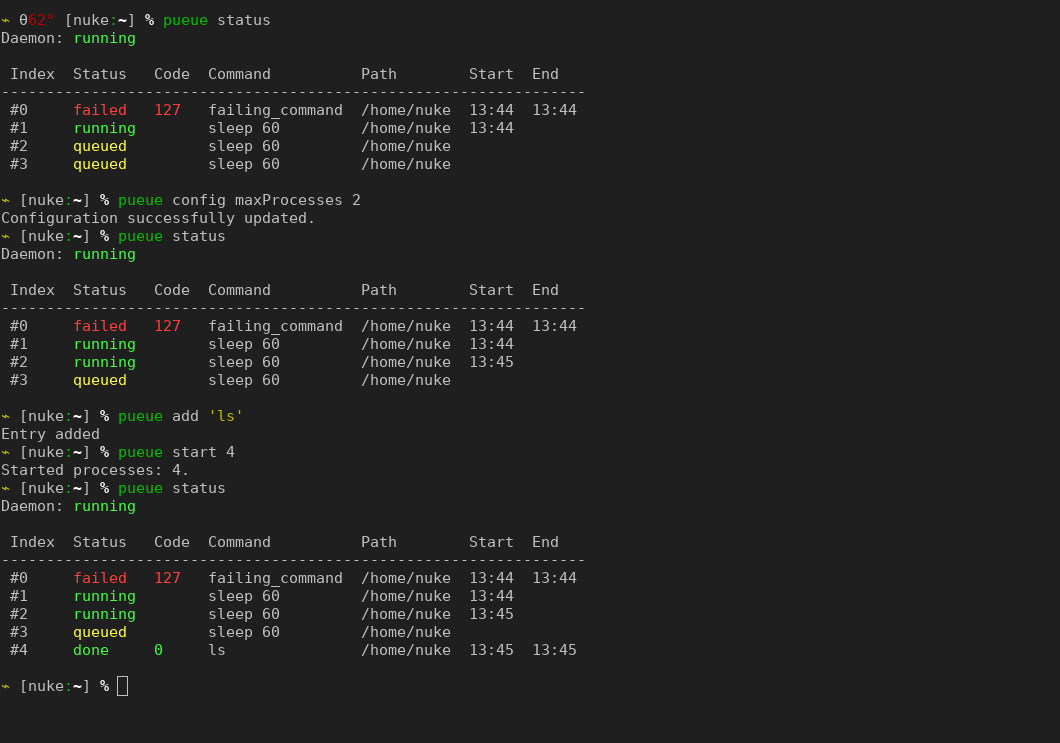 ⌁ θ62° [nuke:~] % pueue status
Daemon: running
Index  Status   Code  Command          Path        Start  End
-----------------------------------------------------------------
#0     failed   127   failing_command  /home/nuke  13:44  13:44
#1     running        sleep 60         /home/nuke  13:44
#2     queued         sleep 60         /home/nuke
#3     queued         sleep 60         /home/nuke
⌁ [nuke:~] % pueue config maxProcesses 2
Configuration successfully updated.
⌁ [nuke:~] % pueue status
Daemon: running
Index  Status   Code  Command          Path        Start  End
-----------------------------------------------------------------
#0     failed   127   failing_command  /home/nuke  13:44  13:44
#1     running        sleep 60         /home/nuke  13:44
#2     running        sleep 60         /home/nuke  13:45
#3     queued         sleep 60         /home/nuke
⌁ [nuke:~] % pueue add 'ls'
Entry added
⌁ [nuke:~] % pueue start 4
Started processes: 4.
⌁ [nuke:~] % pueue status
Daemon: running
Index  Status   Code  Command          Path        Start  End
-----------------------------------------------------------------
#0     failed   127   failing_command  /home/nuke  13:44  13:44
#1     running        sleep 60         /home/nuke  13:44
#2     running        sleep 60         /home/nuke  13:45
#3     queued         sleep 60         /home/nuke
#4     done     0     ls               /home/nuke  13:45  13:45
⌁ [nuke:~] %